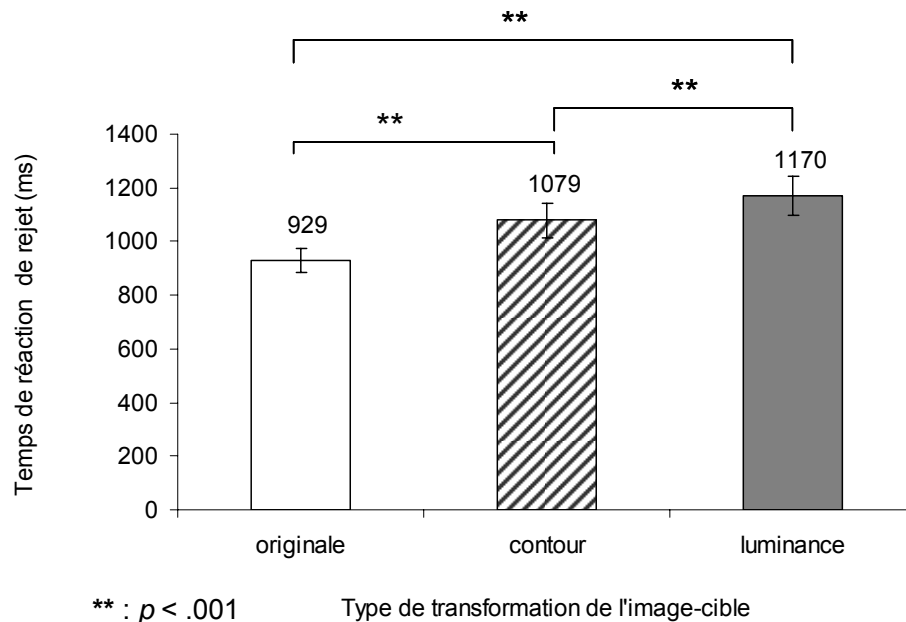 **
**
**
1400
1200
1000
800
600
400
200
0
Temps de réaction de rejet (ms)
929
1079
1170
originale
contour
luminance
** : p < .001
Type de transformation de l'image-cible